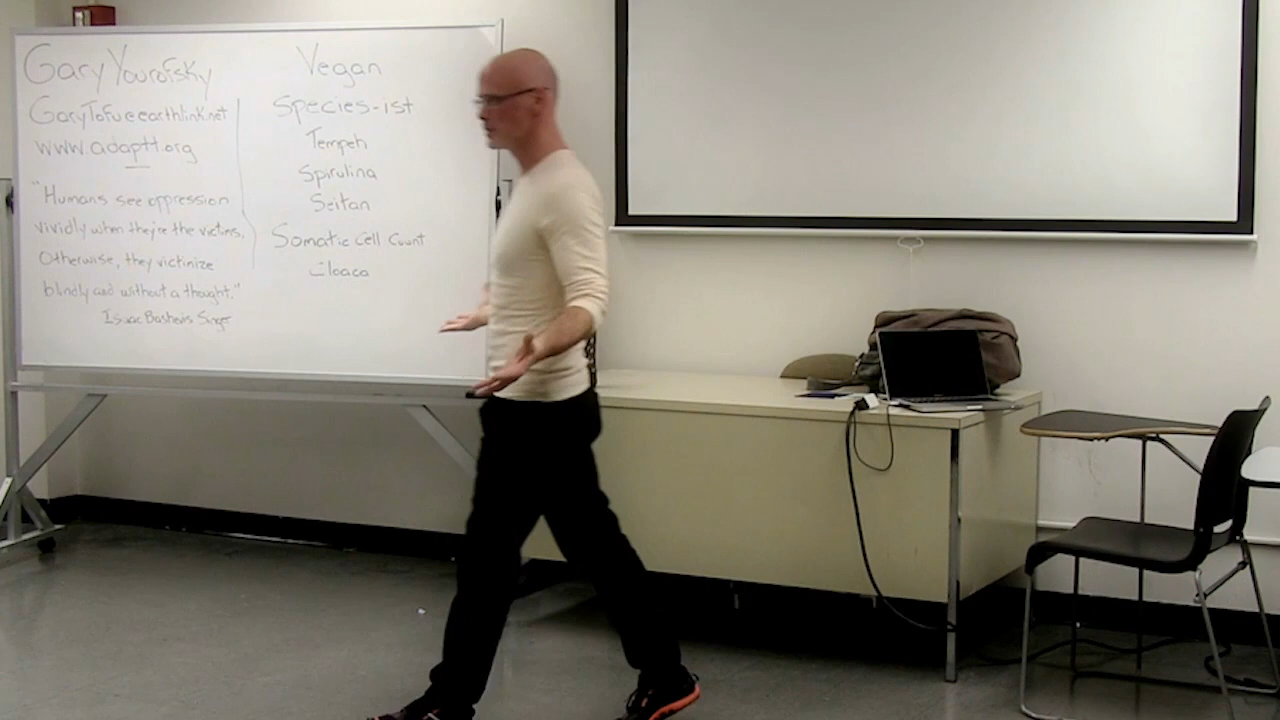 Gary Yourofsky
GaryTofu@earthlink.net
www.adaptt.org
"Humans see oppression
vividly when they're the victims.
Otherwise, they victimize
blindly and without a thought."
Isaac Bashevis Singer
Vegan
Species-ist
Tempeh
Spirulina
Seitan
Somatic Cell Count
Cloaca